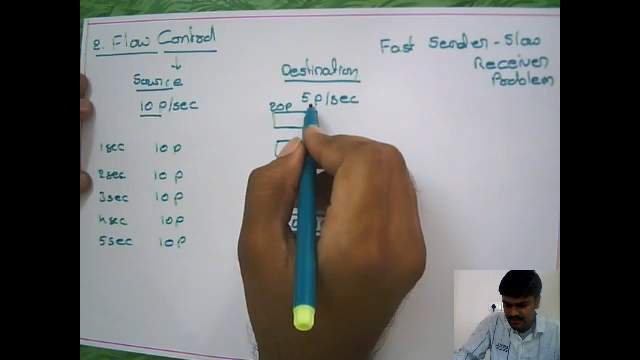 2. Flow Control
Source
10 p/sec
1sec 10 p
2sec 10 p
3sec 10 p
4sec 10 p
5sec 10 p
Destination
5 p/sec
20p
Fast Sender - Slow
Receiver
Problem